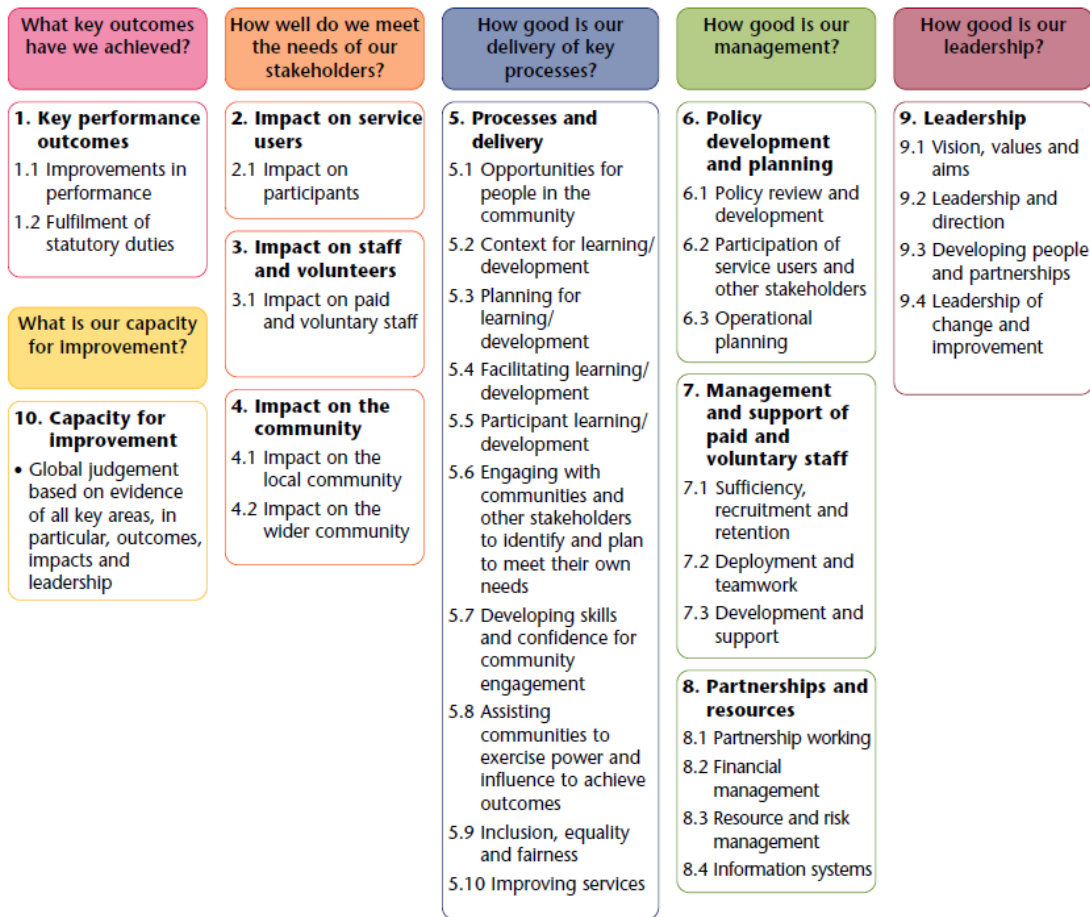 What key outcomes
have we achieved?
1. Key performance
outcomes
1.1 Improvements in
performance
1.2 Fulfilment of
statutory duties
What is our capacity
for improvement?
10. Capacity for
improvement
• Global judgement
based on evidence
of all key areas, in
particular, outcomes,
impacts and
leadership
How well do we meet
the needs of our
stakeholders?
2. Impact on service
users
2.1 Impact on
participants
3. Impact on staff
and volunteers
3.1 Impact on paid
and voluntary staff
4. Impact on the
community
4.1 Impact on the
local community
4.2 Impact on the
wider community
How good is our
delivery of key
processes?
5. Processes and
delivery
5.1 Opportunities for
people in the
community
5.2 Context for learning/
development
5.3 Planning for
learning/
development
5.4 Facilitating learning/
development
5.5 Participant learning/
development
5.6 Engaging with
communities and
other stakeholders
to identify and plan
to meet their own
needs
5.7 Developing skills
and confidence for
community
engagement
5.8 Assisting
communities to
exercise power and
influence to achieve
outcomes
5.9 Inclusion, equality
and fairness
5.10 Improving services
How good is our
management?
6. Policy
development
and planning
6.1 Policy review and
development
6.2 Participation of
service users and
other stakeholders
6.3 Operational
planning
7. Management
and support of
paid and
voluntary staff
7.1 Sufficiency,
recruitment and
retention
7.2 Deployment and
teamwork
7.3 Development and
support
8. Partnerships and
resources
8.1 Partnership working
8.2 Financial
management
8.3 Resource and risk
management
8.4 Information systems
How good is our
leadership?
9. Leadership
9.1 Vision, values and
aims
9.2 Leadership and
direction
9.3 Developing people
and partnerships
9.4 Leadership of
change and
improvement